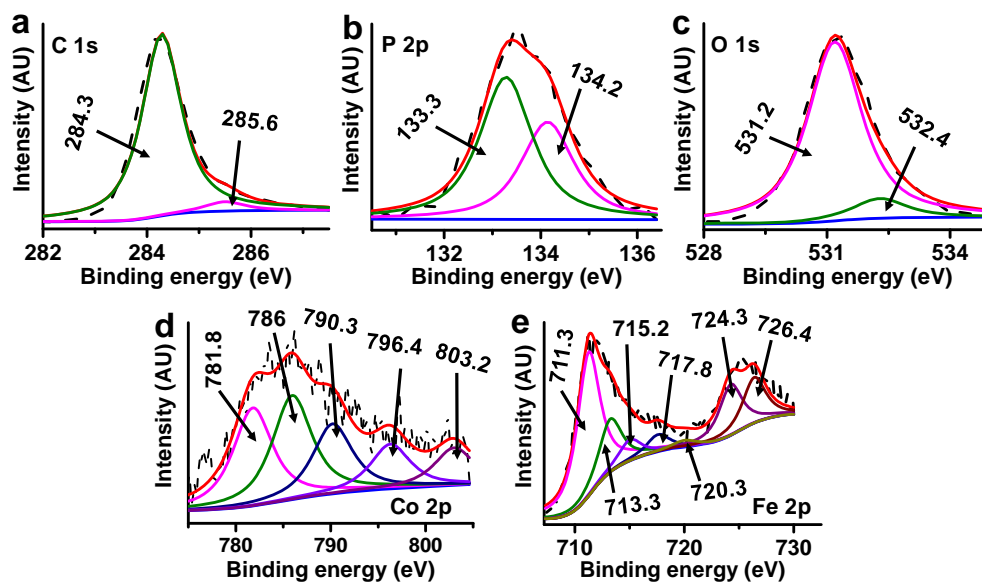 a
C 1s
284.3
285.6
Intensity (AU)
282 284 286
Binding energy (eV)
b
P 2p
133.3
134.2
Intensity (AU)
132 134 136
Binding energy (eV)
c
O 1s
531.2
532.4
Intensity (AU)
528 531 534
Binding energy (eV)
d
781.8
786
790.3
796.4
803.2
Co 2p
Intensity (AU)
780 790 800
Binding energy (eV)
e
711.3
715.2
717.8
724.3
726.4
713.3
720.3
Fe 2p
Intensity (AU)
710 720 730
Binding energy (eV)